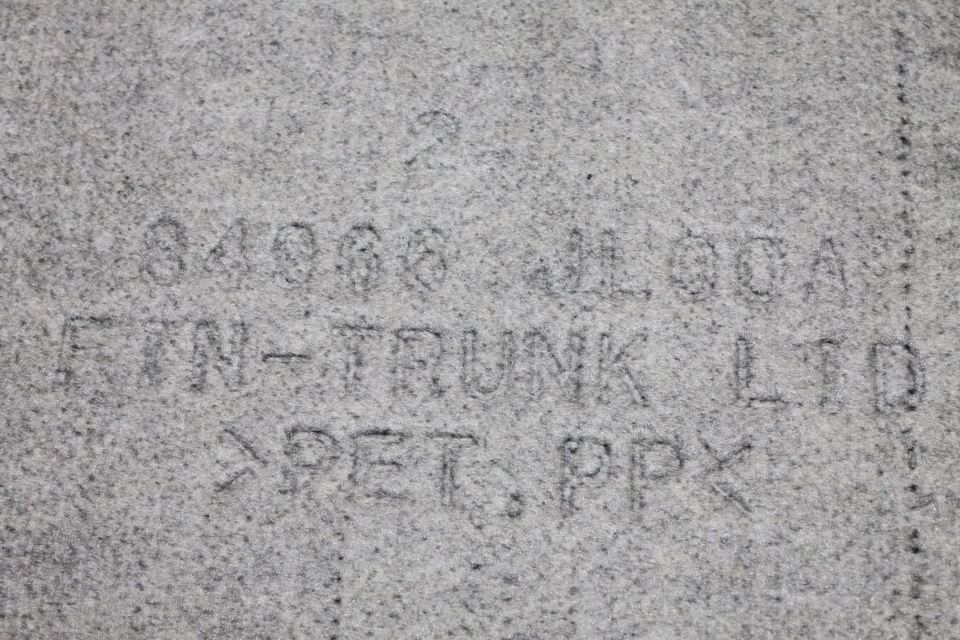 2
84966 JL00A
FIN-TRUNK LID
>PET,PP<